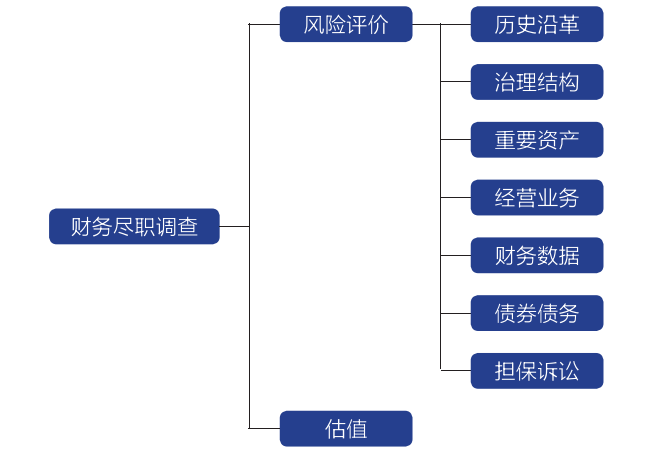 财务尽职调查
风险评价
历史沿革
治理结构
重要资产
经营业务
财务数据
债券债务
担保诉讼
估值